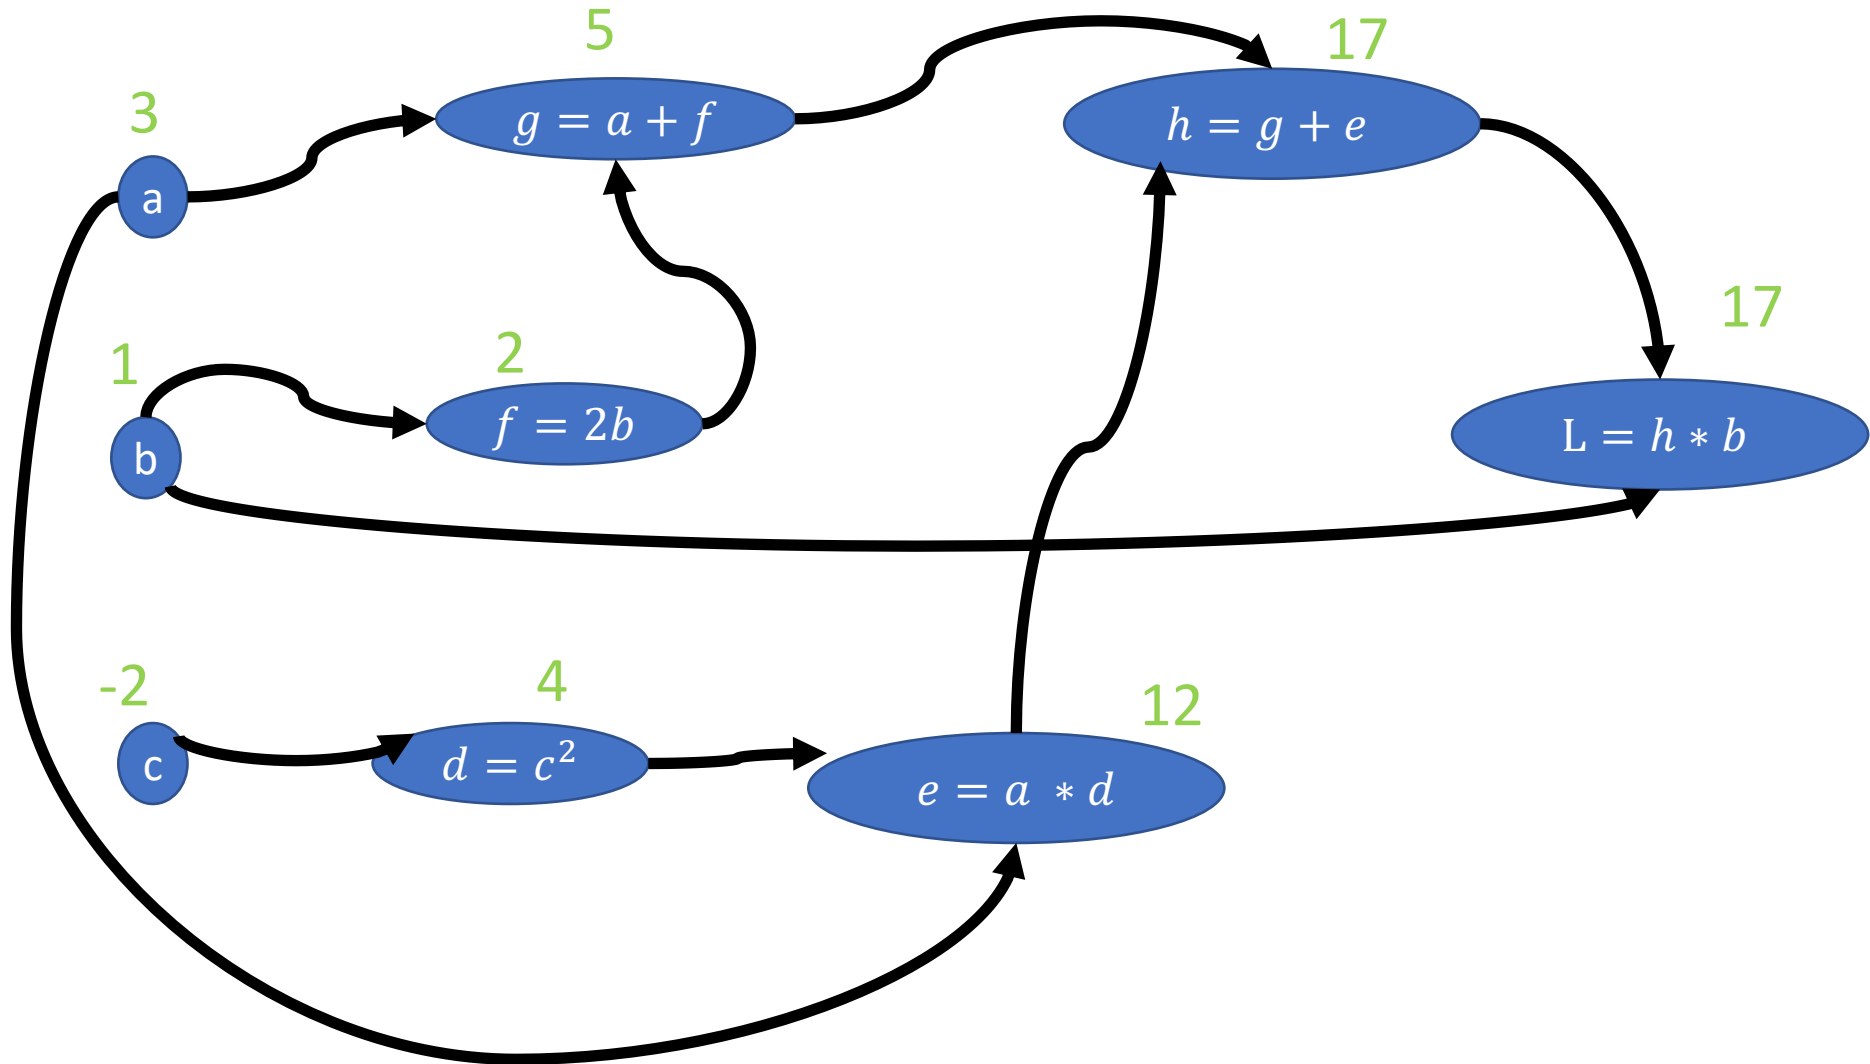 5
17
3
g = a + f
h = g + e
a
17
1
2
f = 2b
L = h ∗ b
b
-2
4
12
c
d = c²
e = a ∗ d